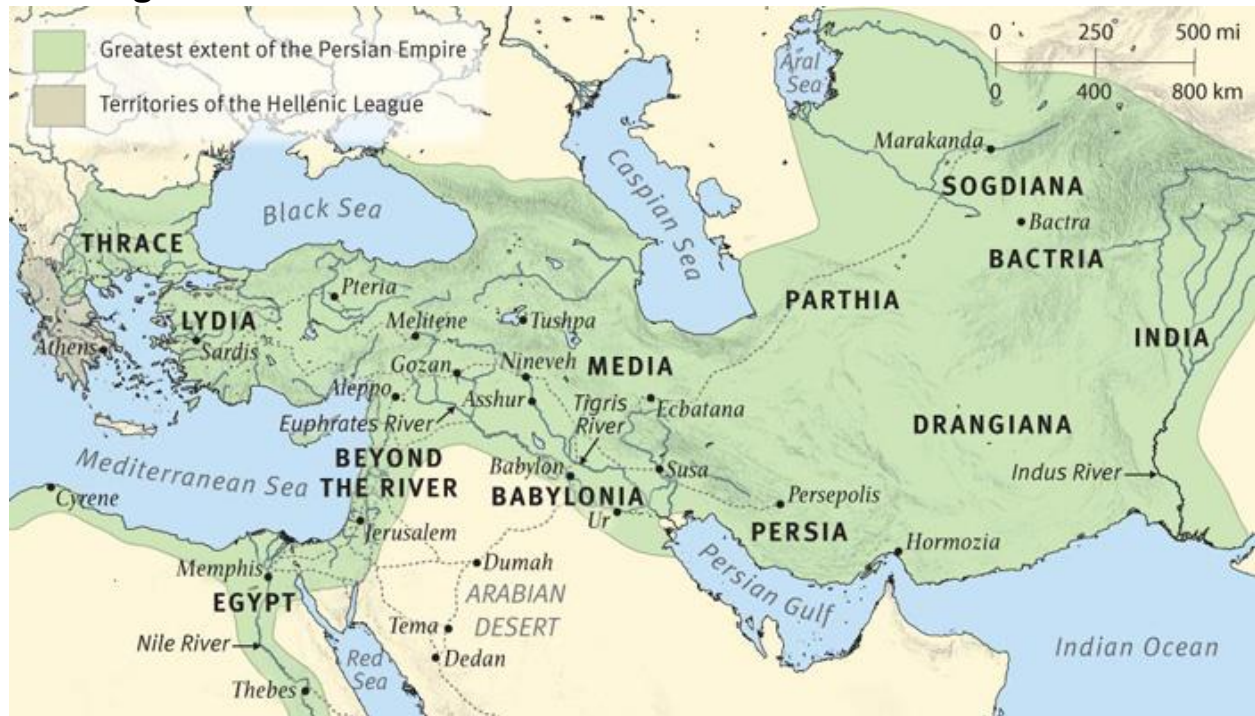 Greatest extent of the Persian Empire
Territories of the Hellenic League
0 250 500 mi
0 400 800 km
Aral
Sea
Marakanda
SOGDIANA
Bactra
BACTRIA
Caspian Sea
Black Sea
THRACE
Pteria
PARTHIA
LYDIA
Sardis
Athens
Melitene
Tushpa
INDIA
Gozan
Nineveh
MEDIA
Aleppo
Asshur
Tigris
River
Ecbatana
Euphrates River
DRANGIANA
BEYOND
THE RIVER
Mediterranean Sea
Babylon
BABYLONIA
Susa
Indus River
Cyrene
Ur
Persepolis
PERSIA
Jerusalem
Hormozia
Memphis
EGYPT
Dumah
ARABIAN
DESERT
Persian Gulf
Nile River
Tema
Dedan
Red
Sea
Indian Ocean
Thebes